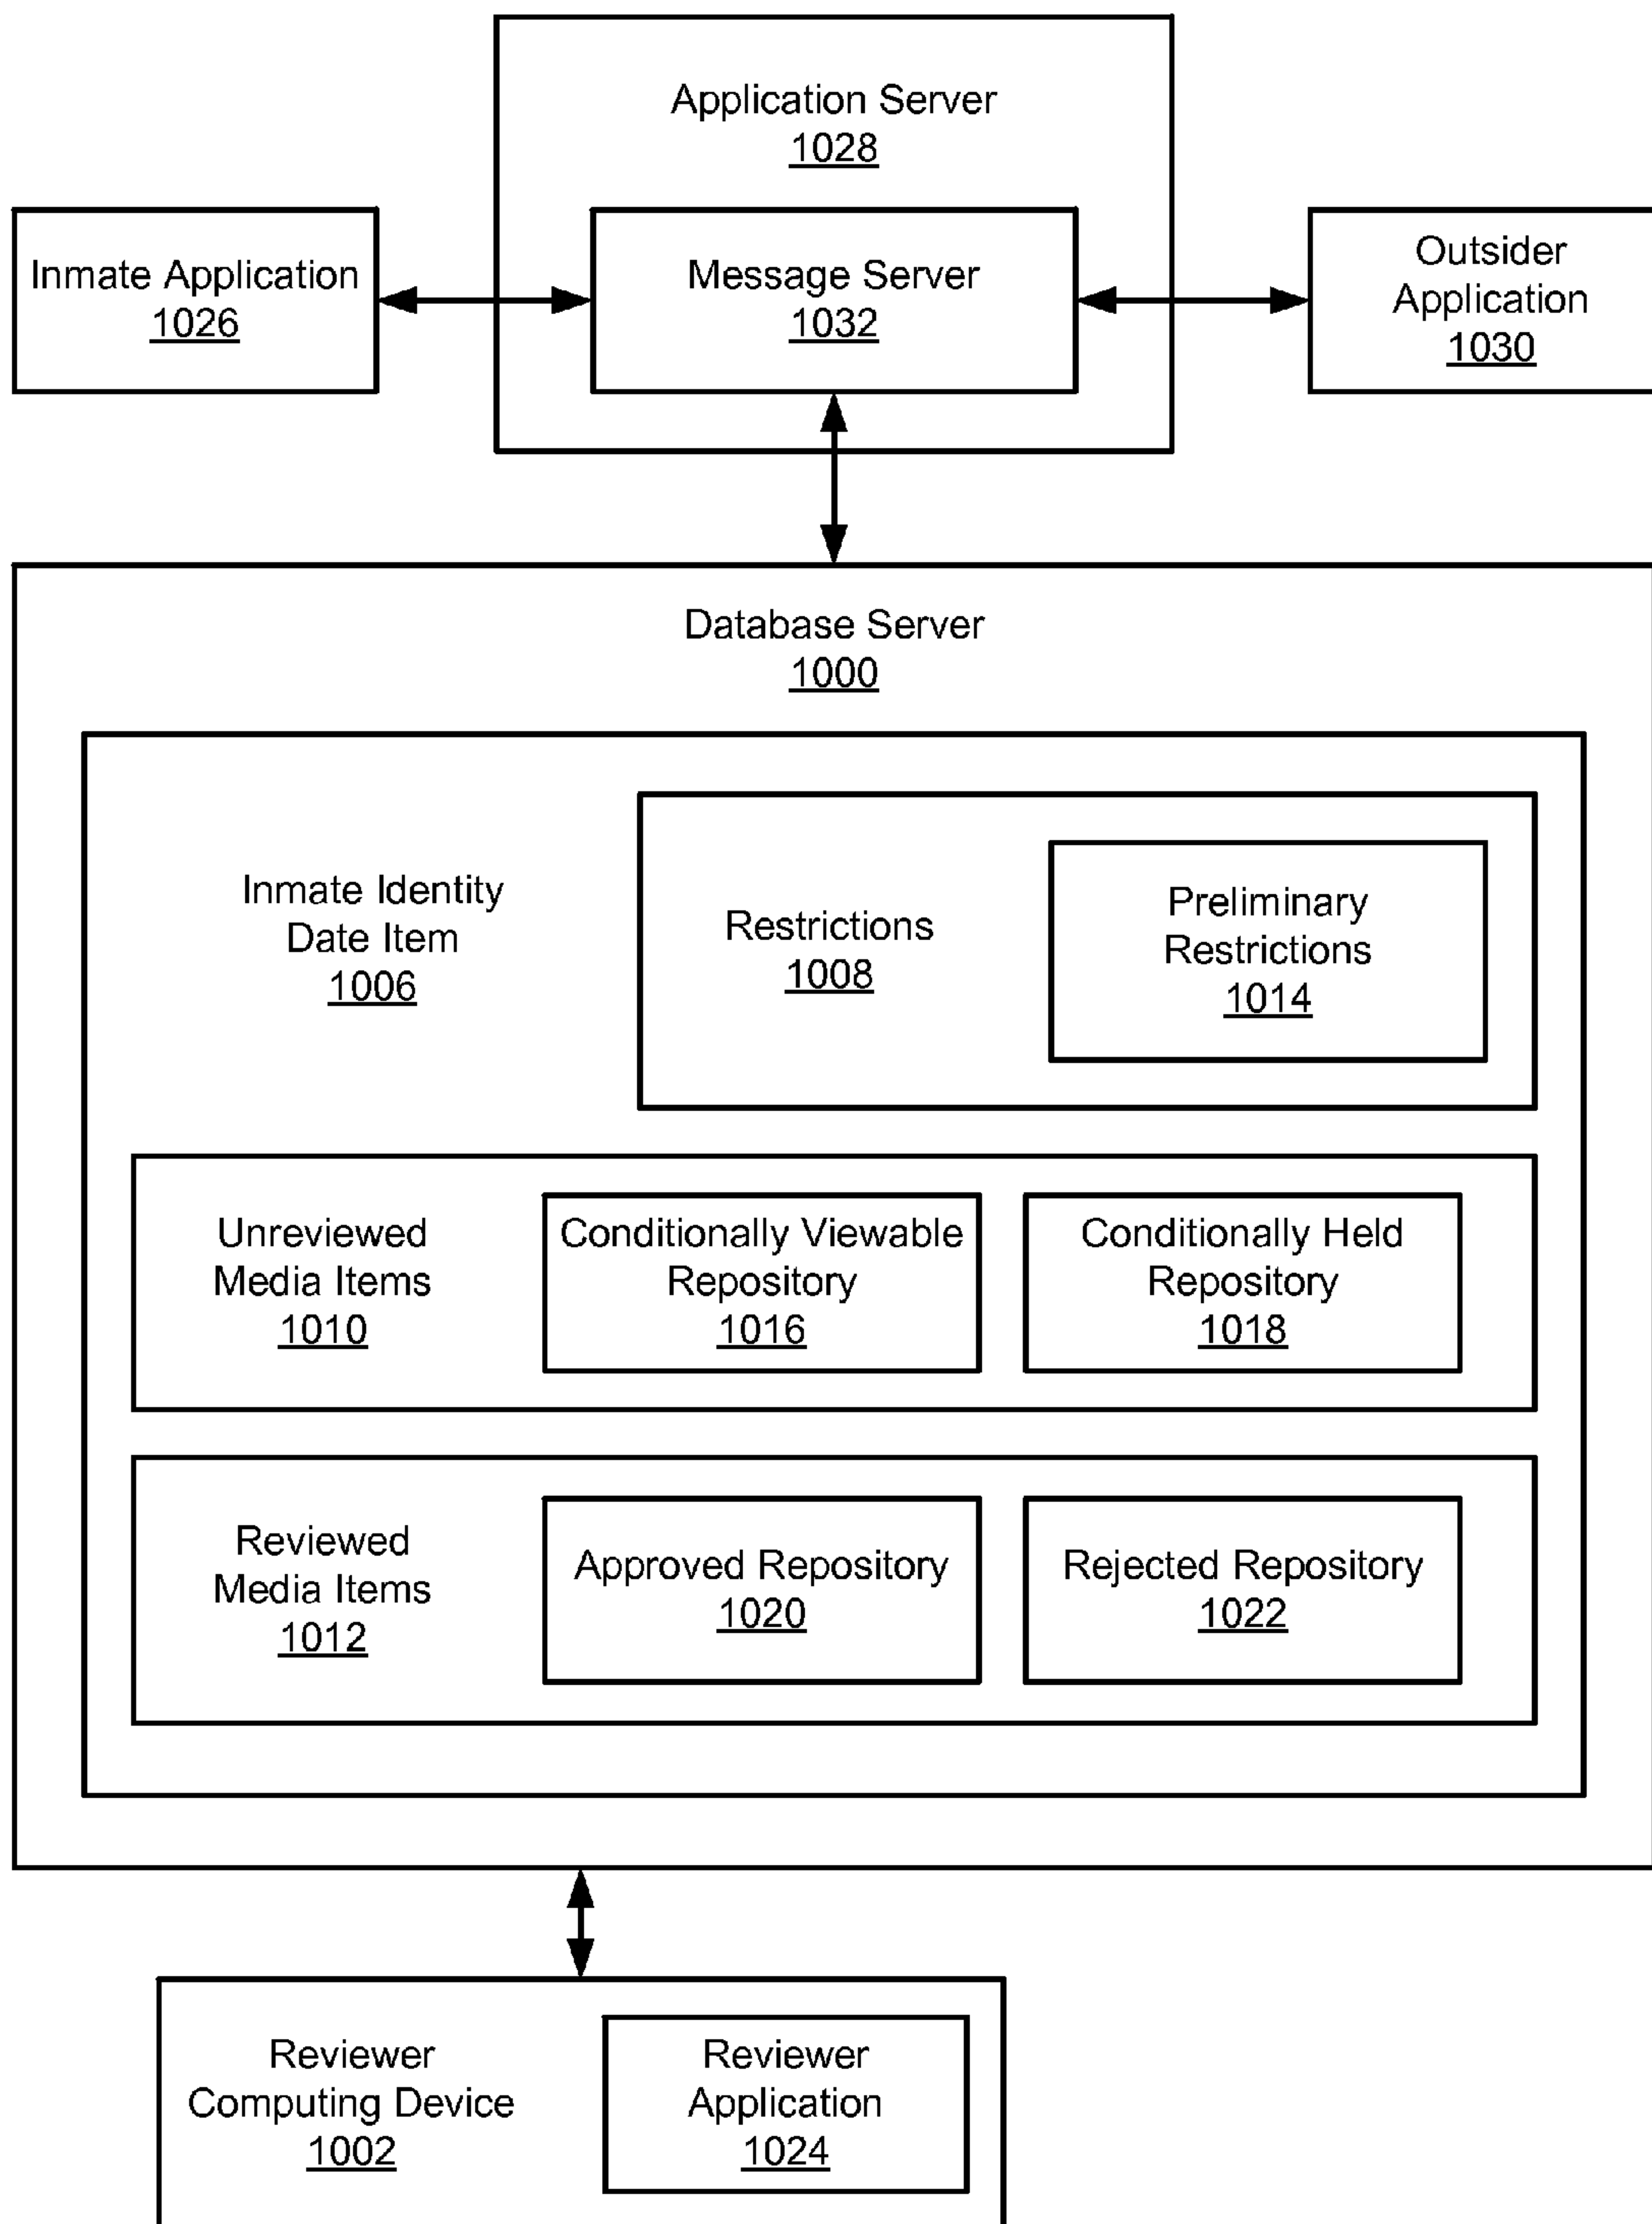 Application Server
1028
Inmate Application
1026
Message Server
1032
Outsider
Application
1030
Database Server
1000
Inmate Identity
Date Item
1006
Restrictions
1008
Preliminary
Restrictions
1014
Unreviewed
Media Items
1010
Conditionally Viewable
Repository
1016
Conditionally Held
Repository
1018
Reviewed
Media Items
1012
Approved Repository
1020
Rejected Repository
1022
Reviewer
Computing Device
1002
Reviewer
Application
1024